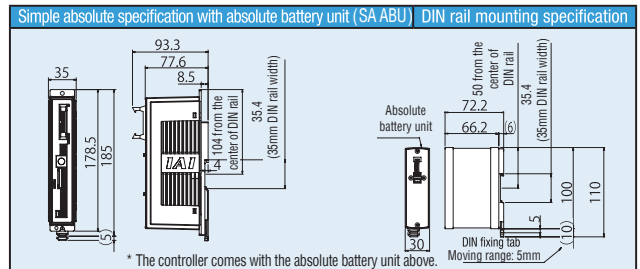 Simple absolute specification with absolute battery unit (SA ABU)
DIN rail mounting specification
93.3
77.6
8.5
35
178.5
185
(5)
104 from the
center of DIN rail
35.4
(35mm DIN rail width)
4
IAI
Absolute
battery unit
30
72.2
66.2
(6)
50 from the
center of
DIN rail
35.4
(35mm DIN rail width)
100
110
5
(10)
DIN fixing tab
Moving range: 5mm
* The controller comes with the absolute battery unit above.